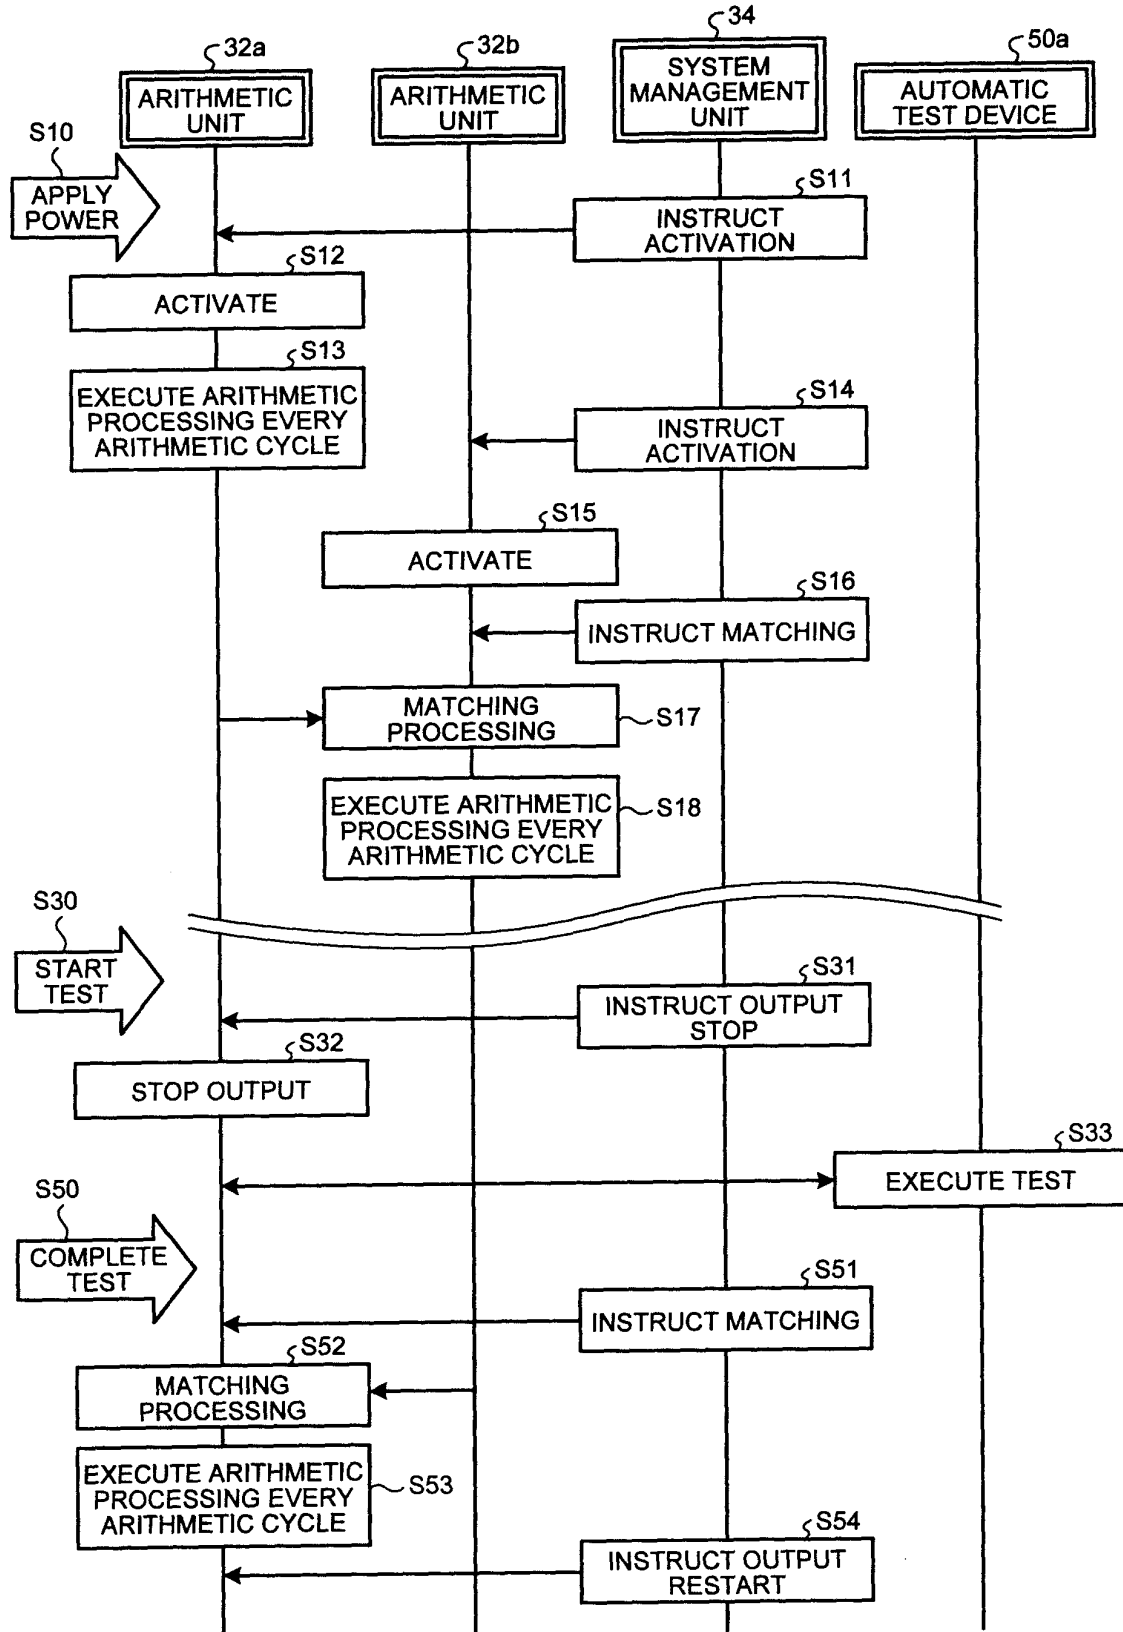 32a
32b
34
50a
ARITHMETIC
UNIT
ARITHMETIC
UNIT
SYSTEM
MANAGEMENT
UNIT
AUTOMATIC
TEST DEVICE
S10
APPLY
POWER
S11
INSTRUCT
ACTIVATION
S12
ACTIVATE
S13
EXECUTE ARITHMETIC
PROCESSING EVERY
ARITHMETIC CYCLE
S14
INSTRUCT
ACTIVATION
S15
ACTIVATE
S16
INSTRUCT MATCHING
MATCHING
PROCESSING
S17
EXECUTE ARITHMETIC
PROCESSING EVERY
ARITHMETIC CYCLE
S18
S30
START
TEST
S31
INSTRUCT OUTPUT
STOP
S32
STOP OUTPUT
S33
EXECUTE TEST
S50
COMPLETE
TEST
S51
INSTRUCT MATCHING
S52
MATCHING
PROCESSING
EXECUTE ARITHMETIC
PROCESSING EVERY
ARITHMETIC CYCLE
S53
S54
INSTRUCT OUTPUT
RESTART